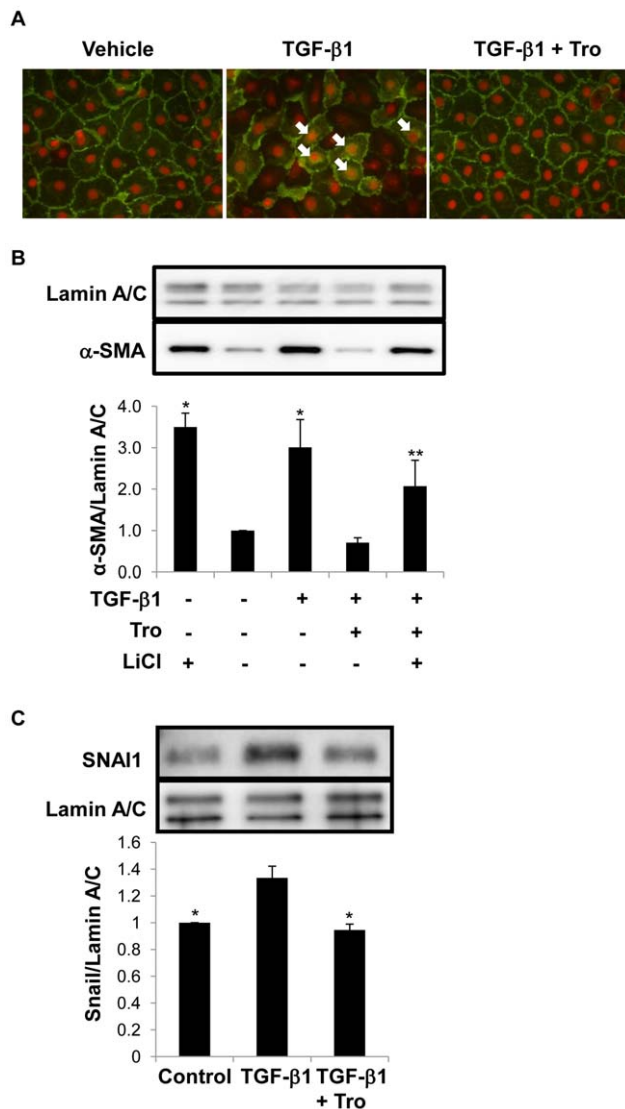 A
Vehicle TGF-β1 TGF-β1 + Tro
B
Lamin A/C
α-SMA
α-SMA/Lamin A/C
4.0
3.0
2.0
1.0
0.0
* * **
TGF-β1 - - + + +
Tro - - - + +
LiCl + - - - +
C
SNAI1
Lamin A/C
Snail/Lamin A/C
1.6
1.4
1.2
1
0.8
0.6
0.4
0.2
0
* *
Control TGF-β1 TGF-β1
+ Tro